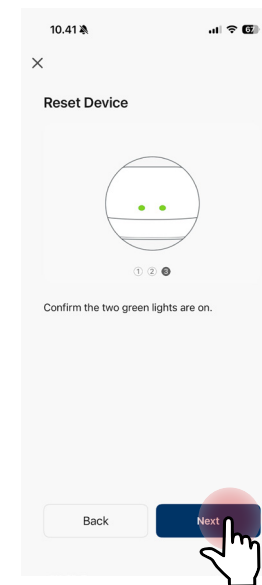 10.41
67
Reset Device
1 2 3
Confirm the two green lights are on.
Back
Next